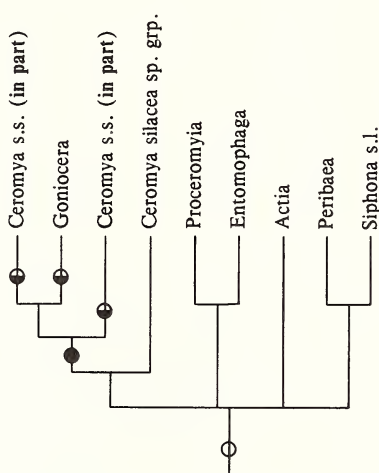 Ceromya s.s. (in part)
Goniocera
Ceromya s.s. (in part)
Ceromya silacea sp. grp.
Proceromyia
Entomophaga
Actia
Peribaea
Siphona s.l.